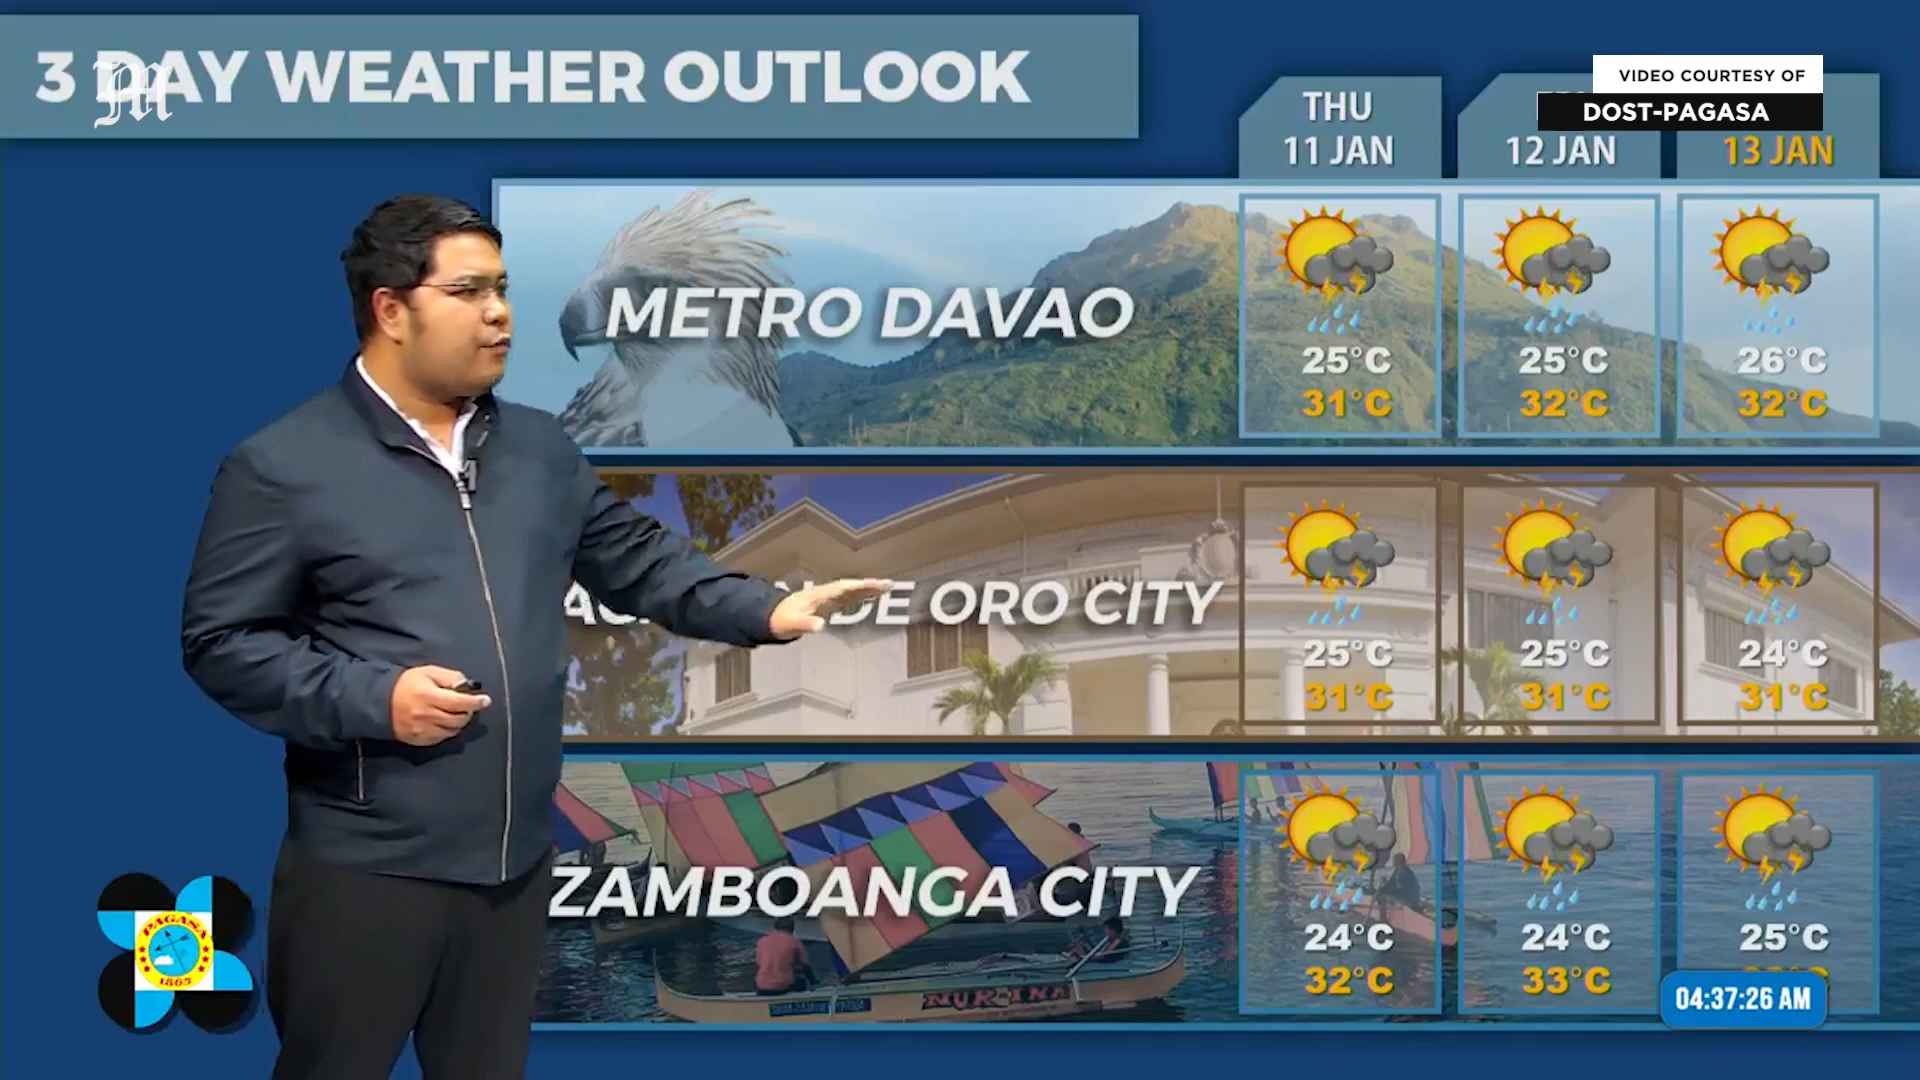 3 DAY WEATHER OUTLOOK
VIDEO COURTESY OF
DOST-PAGASA
THU
11 JAN
12 JAN
13 JAN
METRO DAVAO
25°C
31°C
25°C
32°C
26°C
32°C
DE ORO CITY
25°C
31°C
25°C
31°C
24°C
31°C
ZAMBOANGA CITY
24°C
32°C
24°C
33°C
25°C
04:37:26 AM
PAGASA
1865
M